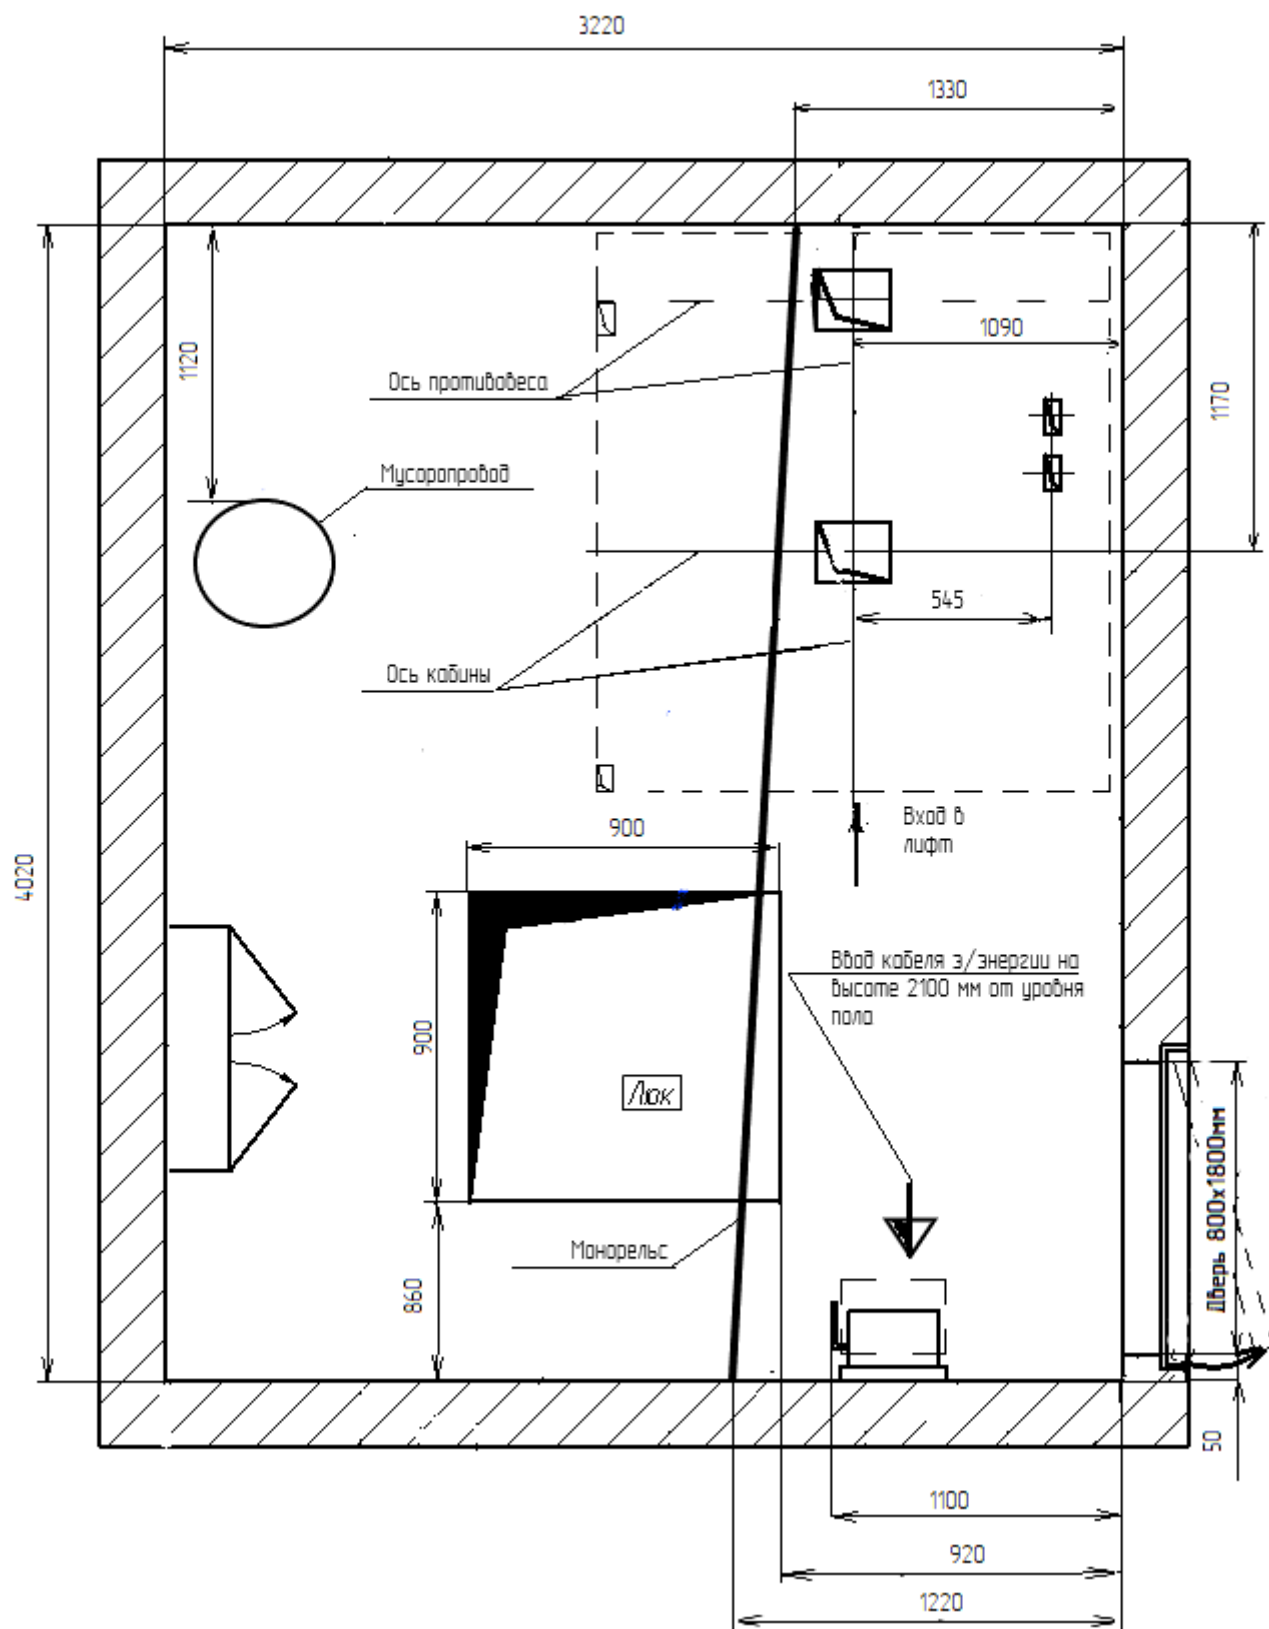 3220
1330
1090
1120
1170
Ось противовеса
Мусоропровод
545
Ось кабины
Вход в
лифт
900
4020
Ввод кабеля э/энергии на
высоте 2100 мм от уровня
пола
900
Люк
Дверь 800х1800мм
Монорельс
860
50
1100
920
1220